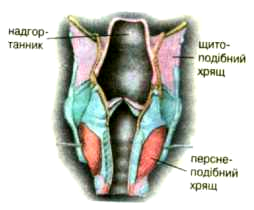 надгор-
танник
щито-
подібний
хрящ
персне-
подібний
хрящ